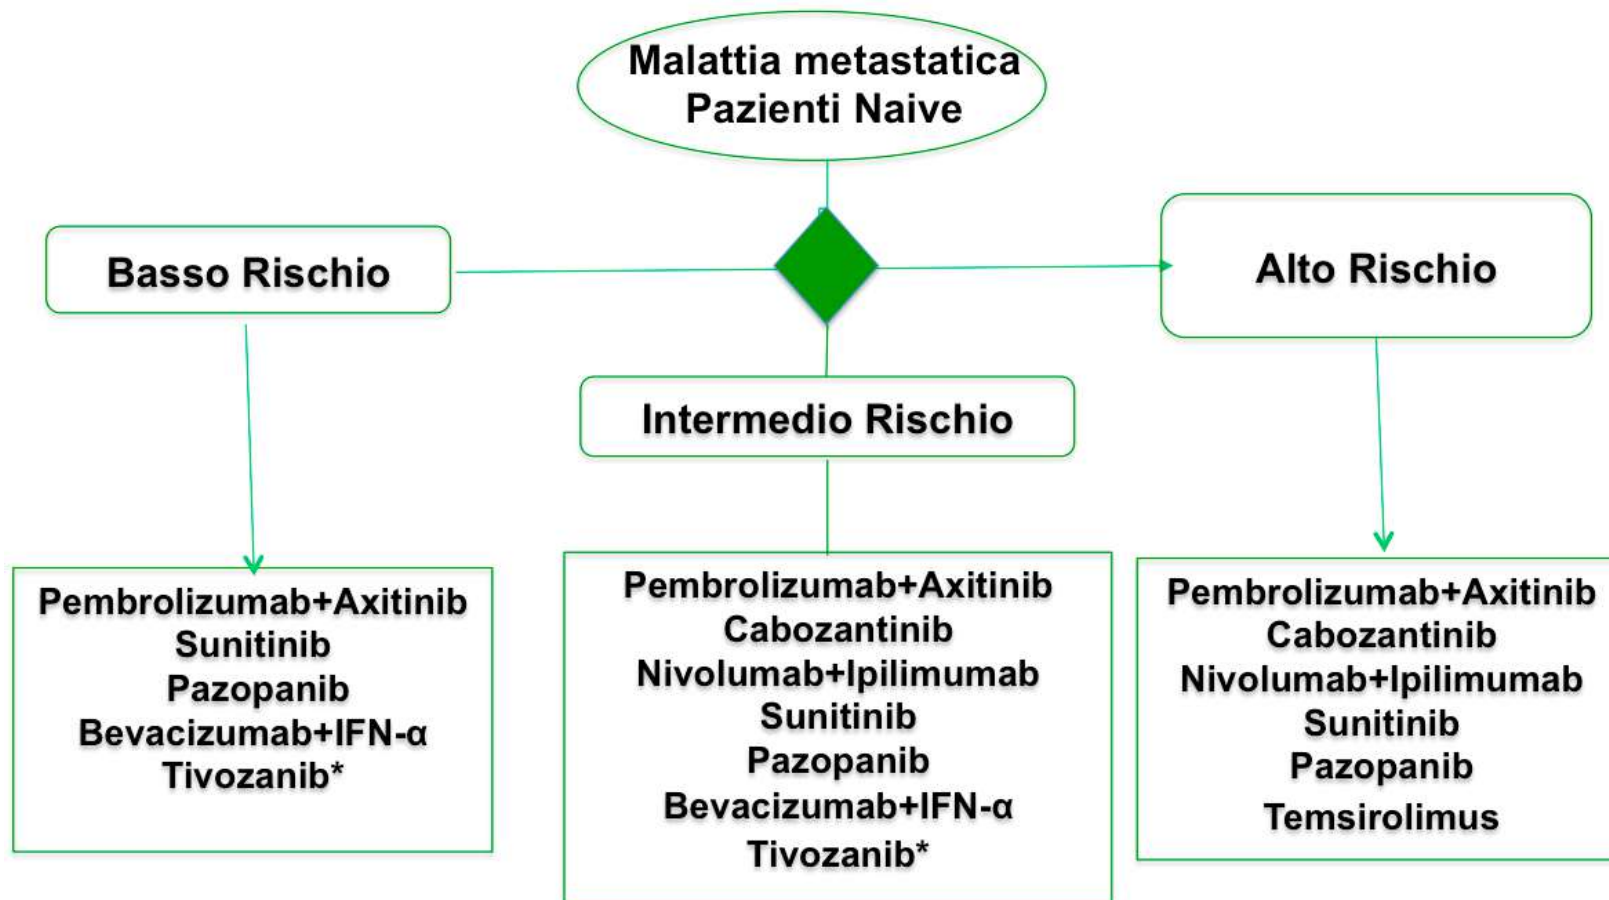 Malattia metastatica
Pazienti Naive
Basso Rischio
Alto Rischio
Intermedio Rischio
Pembrolizumab+Axitinib
Sunitinib
Pazopanib
Bevacizumab+IFN-α
Tivozanib*
Pembrolizumab+Axitinib
Cabozantinib
Nivolumab+Ipilimumab
Sunitinib
Pazopanib
Bevacizumab+IFN-α
Tivozanib*
Pembrolizumab+Axitinib
Cabozantinib
Nivolumab+Ipilimumab
Sunitinib
Pazopanib
Temsirolimus